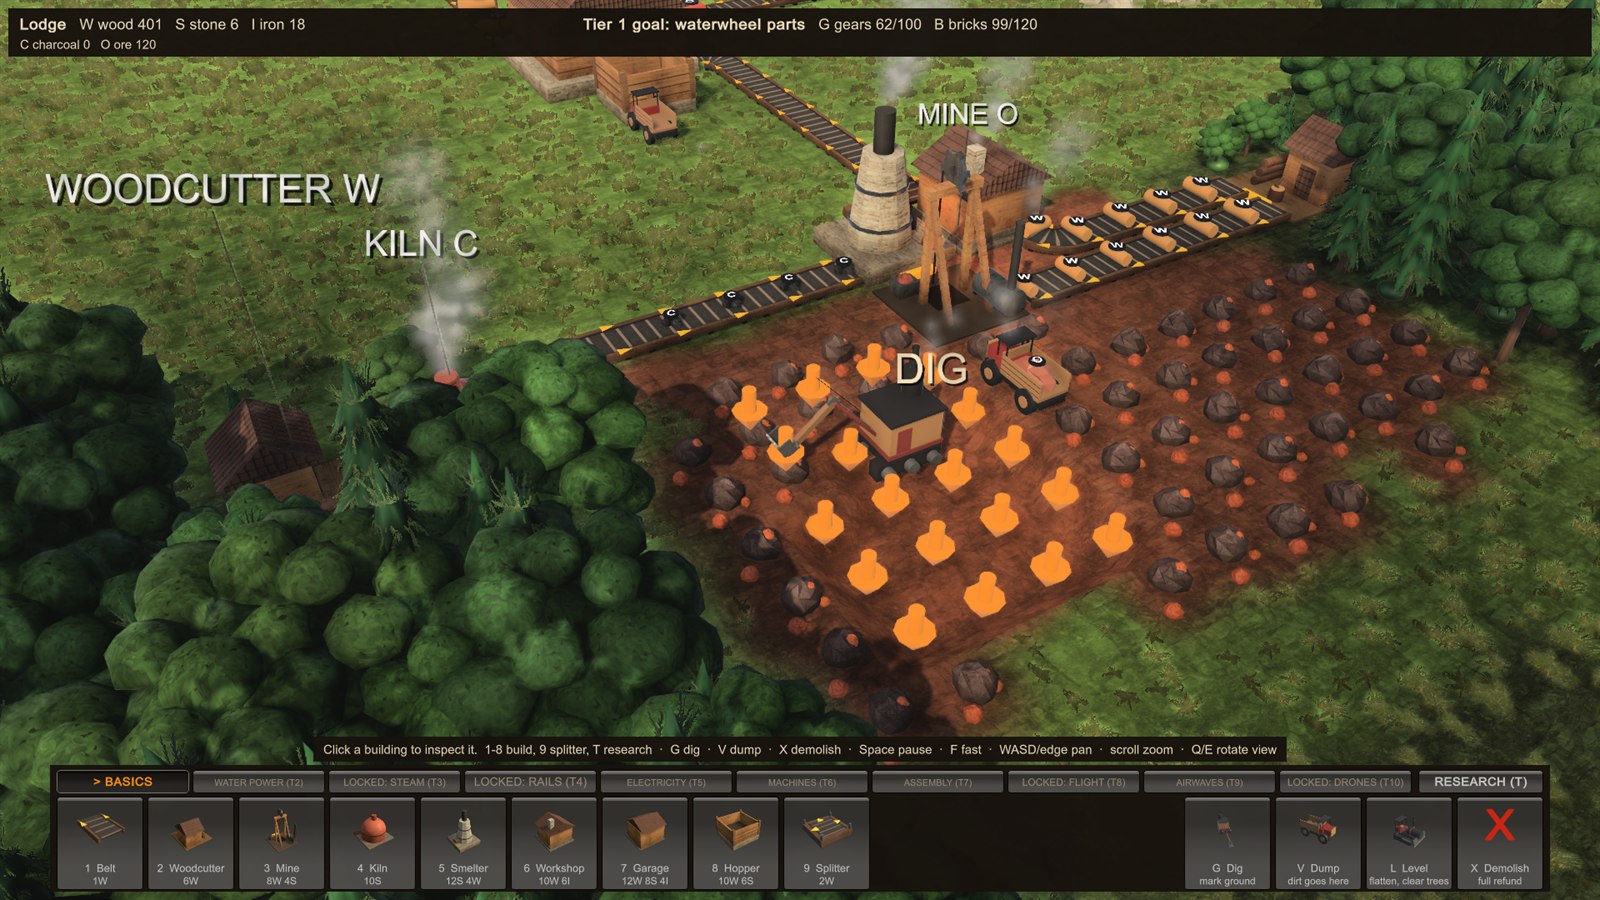 Lodge W wood 401 S stone 6 I iron 18
C charcoal 0 O ore 120
Tier 1 goal: waterwheel parts G gears 62/100 B bricks 99/120
MINE O
WOODCUTTER W
KILN C
W W W W W
W W W W W W
C C C C
DIG
O
Click a building to inspect it. 1-8 build, 9 splitter, T research · G dig · V dump · X demolish · Space pause · F fast · WASD/edge pan · scroll zoom · Q/E rotate view
> BASICS
WATER POWER (T2)
LOCKED: STEAM (T3)
LOCKED: RAILS (T4)
ELECTRICITY (T5)
MACHINES (T6)
ASSEMBLY (T7)
LOCKED: FLIGHT (T8)
AIRWAVES (T9)
LOCKED: DRONES (T10)
RESEARCH (T)
1 Belt
1W
2 Woodcutter
6W
3 Mine
8W 4S
4 Kiln
10S
5 Smelter
12S 4W
6 Workshop
10W 6I
7 Garage
12W 8S 4I
8 Hopper
10W 6S
9 Splitter
2W
G Dig
mark ground
V Dump
dirt goes here
L Level
flatten, clear trees
X Demolish
full refund